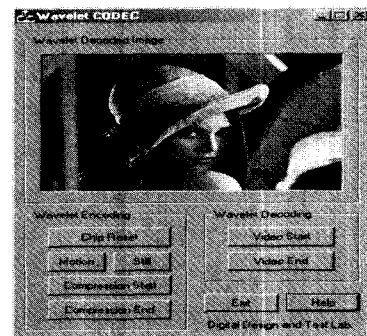 Wavelet CODEC
Wavelet Decoded Image
Wavelet Encoding
Chip Reset
Motion Still
Compression Start
Compression End
Wavelet Decoding
Video Start
Video End
Exit Help
Digital Design and Test Lab.